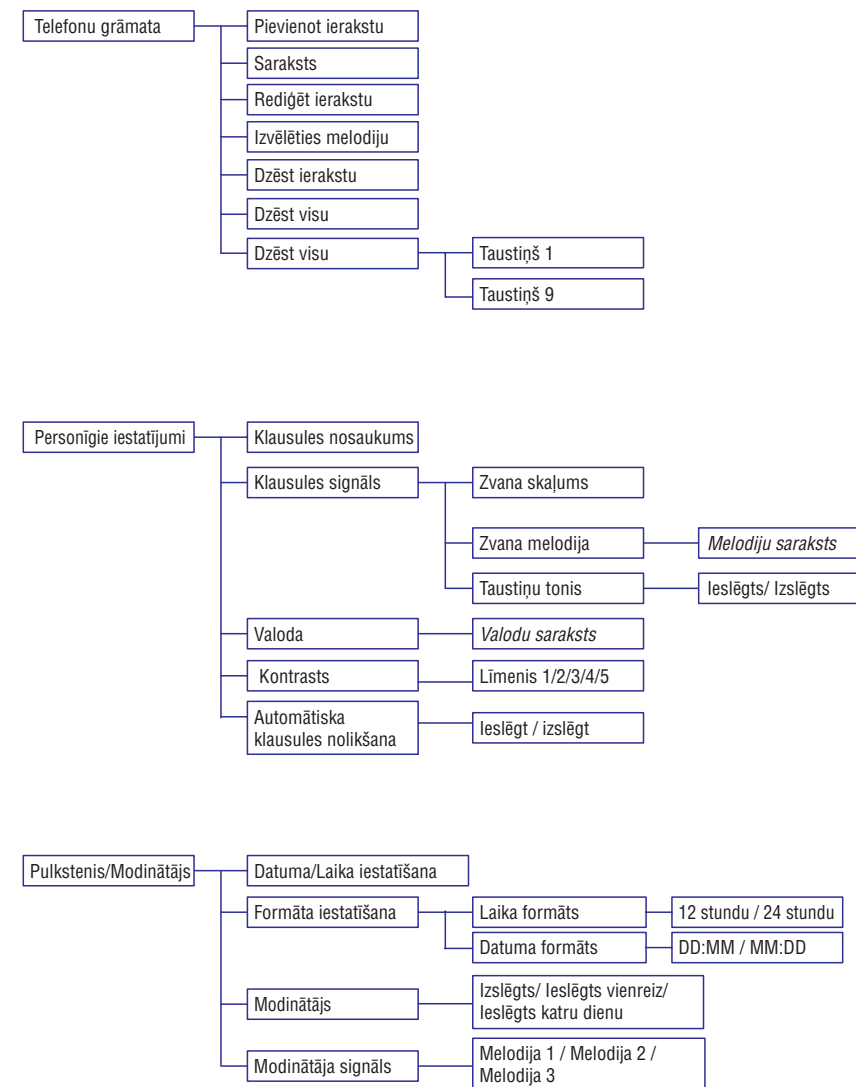 Telefonu grāmata
Pievienot ierakstu
Saraksts
Rediģēt ierakstu
Izvēlēties melodiju
Dzēst ierakstu
Dzēst visu
Dzēst visu
Taustiņš 1
Taustiņš 9
Personīgie iestatījumi
Klausules nosaukums
Klausules signāls
Zvana skaļums
Zvana melodija
Melodiju saraksts
Taustiņu tonis
Ieslēgts/ Izslēgts
Valoda
Valodu saraksts
Kontrasts
Līmenis 1/2/3/4/5
Automātiska
klausules nolikšana
Ieslēgt / izslēgt
Pulkstenis/Modinātājs
Datuma/Laika iestatīšana
Formāta iestatīšana
Laika formāts
12 stundu / 24 stundu
Datuma formāts
DD:MM / MM:DD
Modinātājs
Izslēgts/ Ieslēgts vienreiz/
Ieslēgts katru dienu
Modinātāja signāls
Melodija 1 / Melodija 2 /
Melodija 3